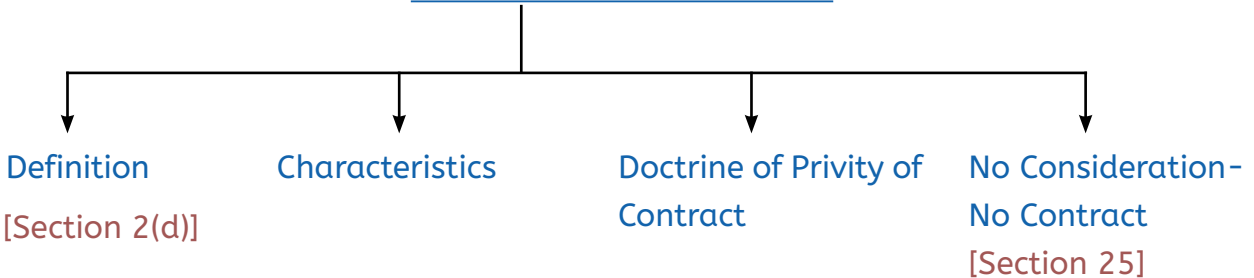 Definition
[Section 2(d)]
Characteristics
Doctrine of Privity of
Contract
No Consideration-
No Contract
[Section 25]